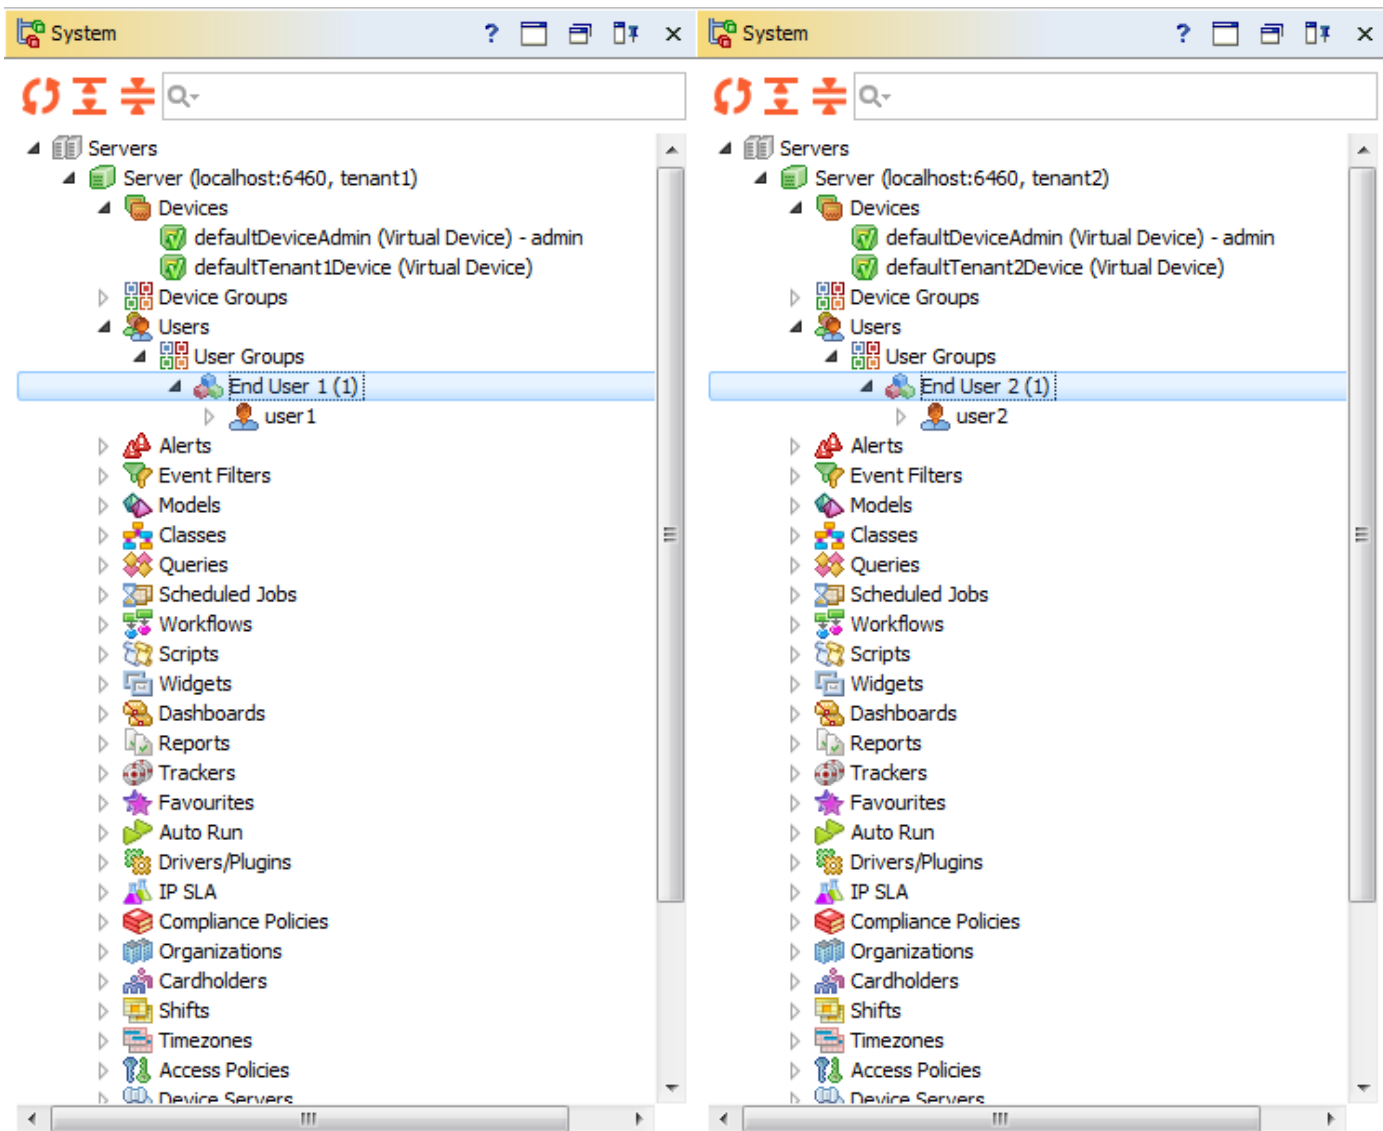 System
?
Servers
Server (localhost:6460, tenant1)
Devices
defaultDeviceAdmin (Virtual Device) - admin
defaultTenant1Device (Virtual Device)
Device Groups
Users
User Groups
End User 1 (1)
user1
Alerts
Event Filters
Models
Classes
Queries
Scheduled Jobs
Workflows
Scripts
Widgets
Dashboards
Reports
Trackers
Favourites
Auto Run
Drivers/Plugins
IP SLA
Compliance Policies
Organizations
Cardholders
Shifts
Timezones
Access Policies
Device Servers
System
?
Servers
Server (localhost:6460, tenant2)
Devices
defaultDeviceAdmin (Virtual Device) - admin
defaultTenant2Device (Virtual Device)
Device Groups
Users
User Groups
End User 2 (1)
user2
Alerts
Event Filters
Models
Classes
Queries
Scheduled Jobs
Workflows
Scripts
Widgets
Dashboards
Reports
Trackers
Favourites
Auto Run
Drivers/Plugins
IP SLA
Compliance Policies
Organizations
Cardholders
Shifts
Timezones
Access Policies
Device Servers